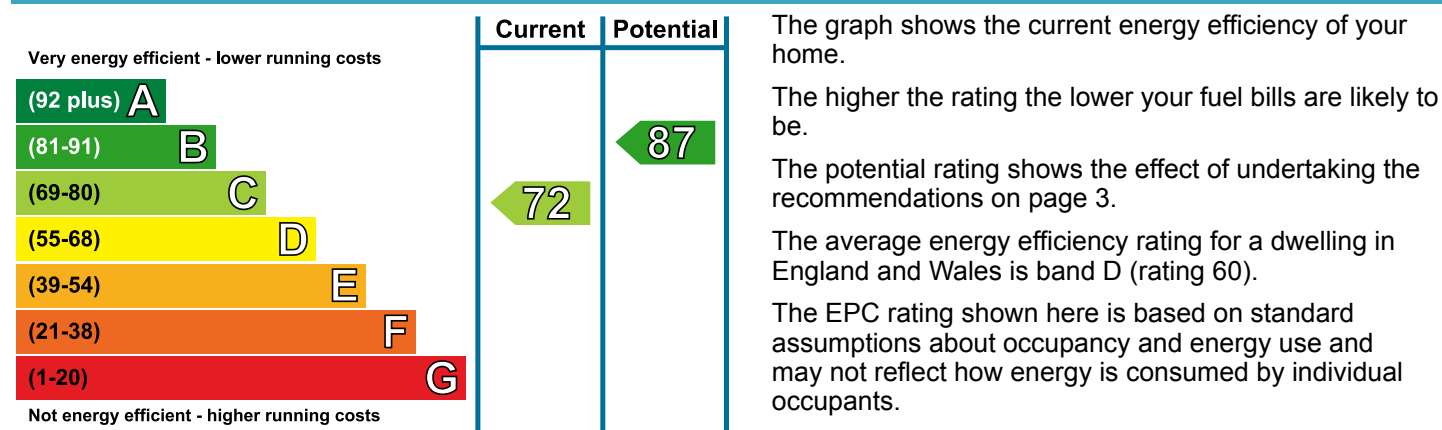 Current Potential
Very energy efficient - lower running costs
(92 plus) A
(81-91) B
87
(69-80) C
72
(55-68) D
(39-54) E
(21-38) F
(1-20) G
Not energy efficient - higher running costs
The graph shows the current energy efficiency of your
home.
The higher the rating the lower your fuel bills are likely to
be.
The potential rating shows the effect of undertaking the
recommendations on page 3.
The average energy efficiency rating for a dwelling in
England and Wales is band D (rating 60).
The EPC rating shown here is based on standard
assumptions about occupancy and energy use and
may not reflect how energy is consumed by individual
occupants.